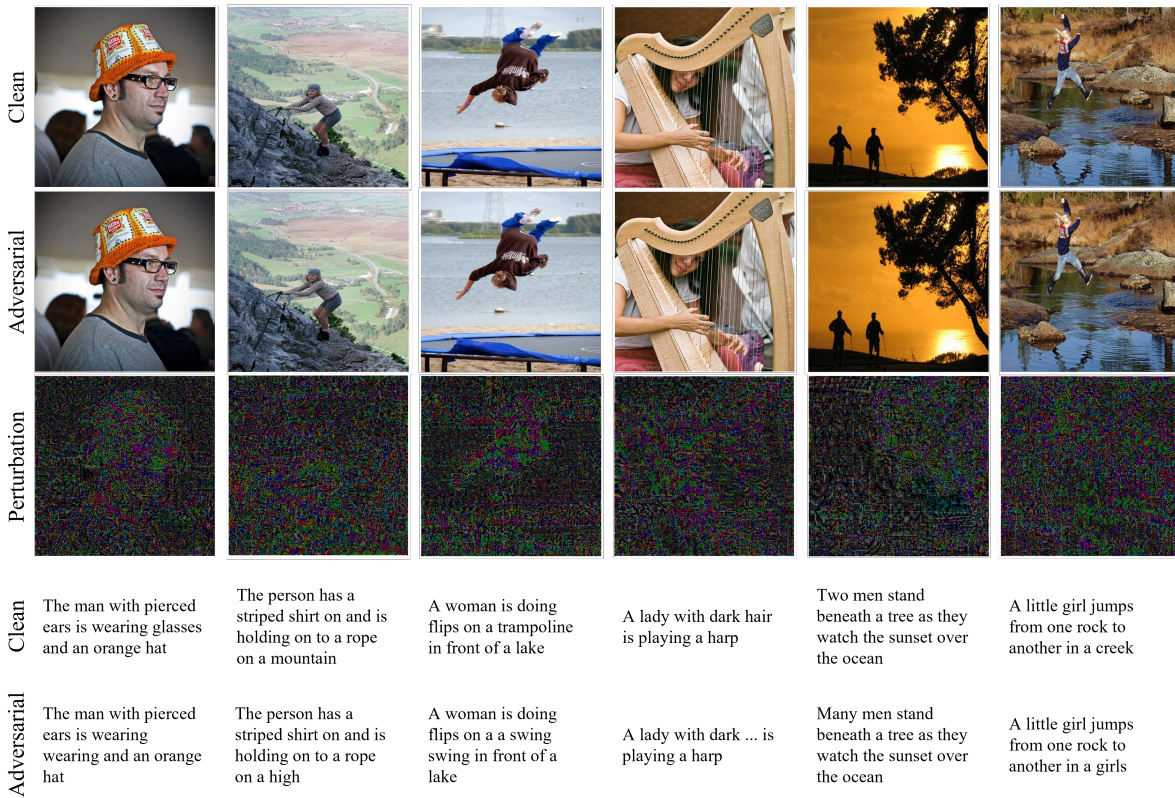 Clean
Adversarial
Perturbation
Clean
The man with pierced
ears is wearing glasses
and an orange hat
The person has a
striped shirt on and is
holding on to a rope
on a mountain
A woman is doing
flips on a trampoline
in front of a lake
A lady with dark hair
is playing a harp
Two men stand
beneath a tree as they
watch the sunset over
the ocean
A little girl jumps
from one rock to
another in a creek
Adversarial
The man with pierced
ears is wearing
wearing and an orange
hat
The person has a
striped shirt on and is
holding on to a rope
on a high
A woman is doing
flips on a a swing
swing in front of a
lake
A lady with dark ... is
playing a harp
Many men stand
beneath a tree as they
watch the sunset over
the ocean
A little girl jumps
from one rock to
another in a girls